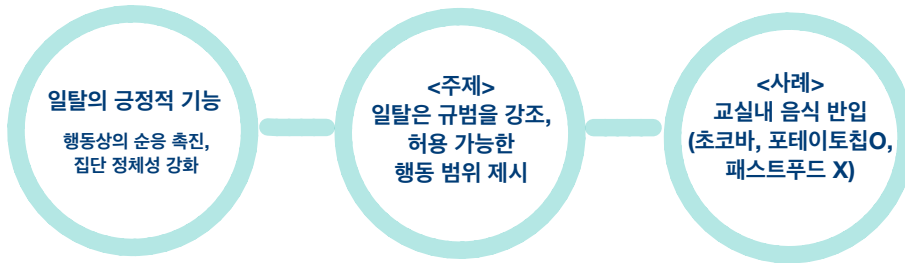 일탈의 긍정적 기능
행동상의 순응 촉진,
집단 정체성 강화
<주제>
일탈은 규범을 강조,
허용 가능한
행동 범위 제시
<사례>
교실내 음식 반입
(초코바, 포테이토칩O,
패스트푸드 X)